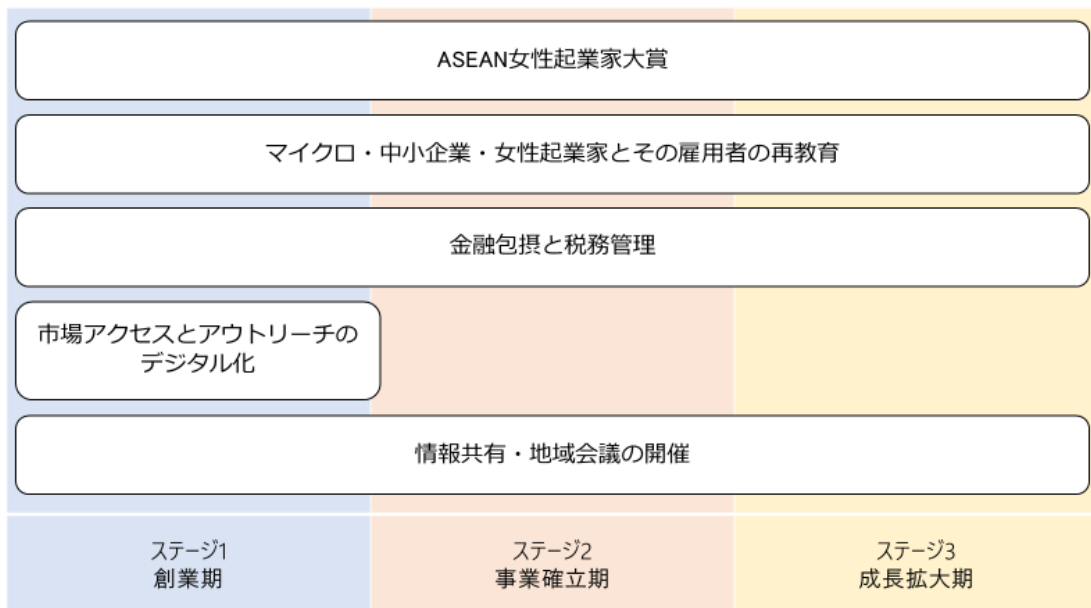 ASEAN女性起業家大賞
マイクロ・中小企業・女性起業家とその雇用者の再教育
金融包摂と税務管理
市場アクセスとアウトリーチの
デジタル化
情報共有・地域会議の開催
ステージ1
創業期
ステージ2
事業確立期
ステージ3
成長拡大期